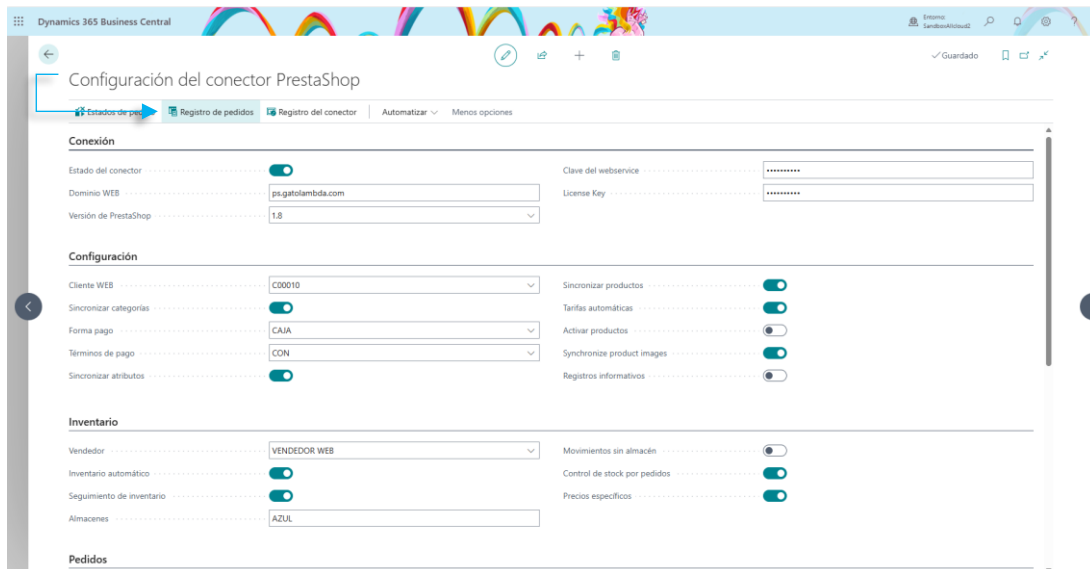 Dynamics 365 Business Central
Entorno:
SandboxAllcloud2
Guardado
Configuración del conector PrestaShop
Estados de
Registro de pedidos
Registro del conector
Automatizar
Menos opciones
Conexión
Estado del conector
Clave del webservice ••••••••••
Dominio WEB ps.gatolambda.com
License Key ••••••••••
Versión de PrestaShop 1.8
Configuración
Cliente WEB C00010
Sincronizar productos
Sincronizar categorías
Tarifas automáticas
Forma pago CAJA
Activar productos
Términos de pago CON
Synchronize product images
Sincronizar atributos
Registros informativos
Inventario
Vendedor VENDEDOR WEB
Movimientos sin almacén
Inventario automático
Control de stock por pedidos
Seguimiento de inventario
Precios específicos
Almacenes AZUL
Pedidos